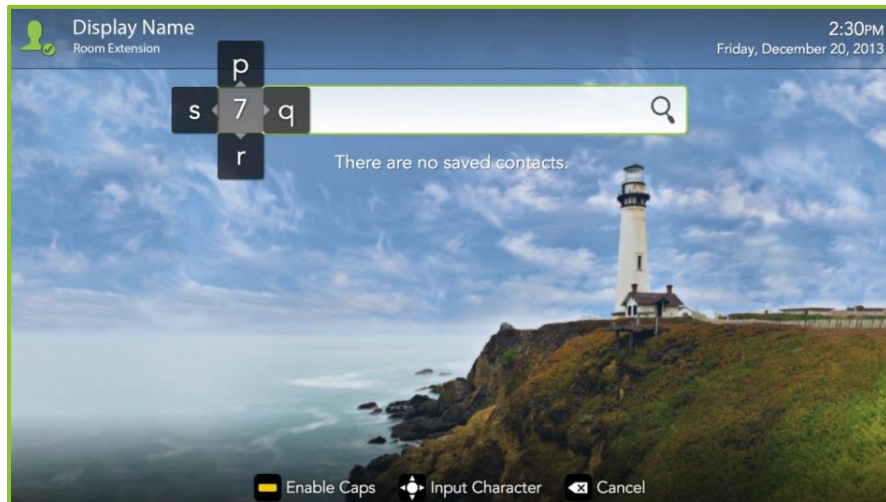 Display Name
Room Extension
2:30PM
Friday, December 20, 2013
p
s 7 q
r
There are no saved contacts.
Enable Caps Input Character Cancel